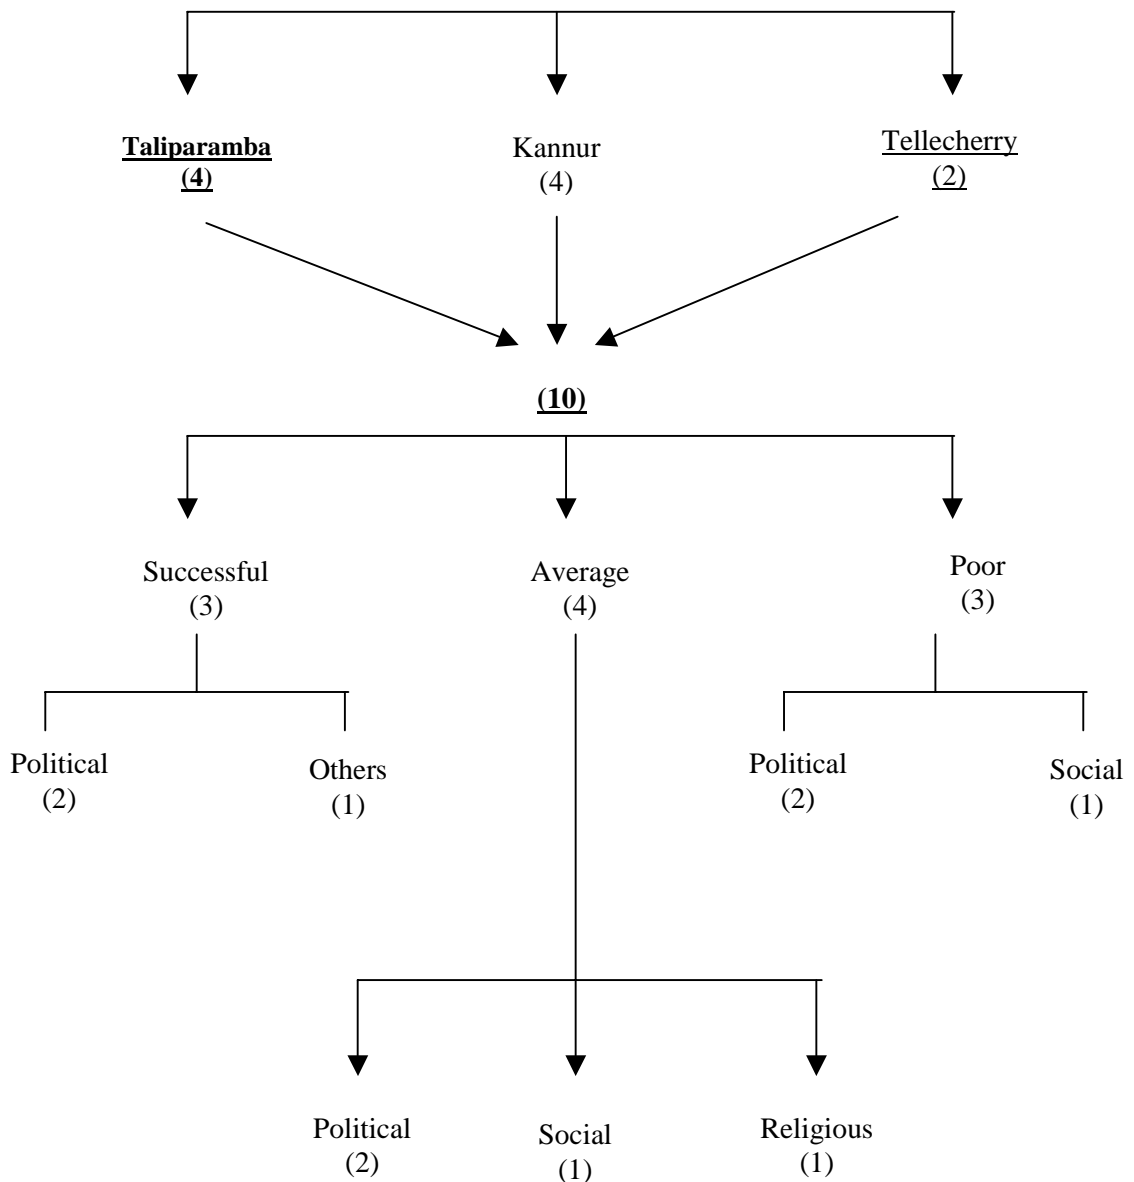 Taliparamba
(4)
Kannur
(4)
Tellecherry
(2)
(10)
Successful
(3)
Average
(4)
Poor
(3)
Political
(2)
Others
(1)
Political
(2)
Social
(1)
Political
(2)
Social
(1)
Religious
(1)